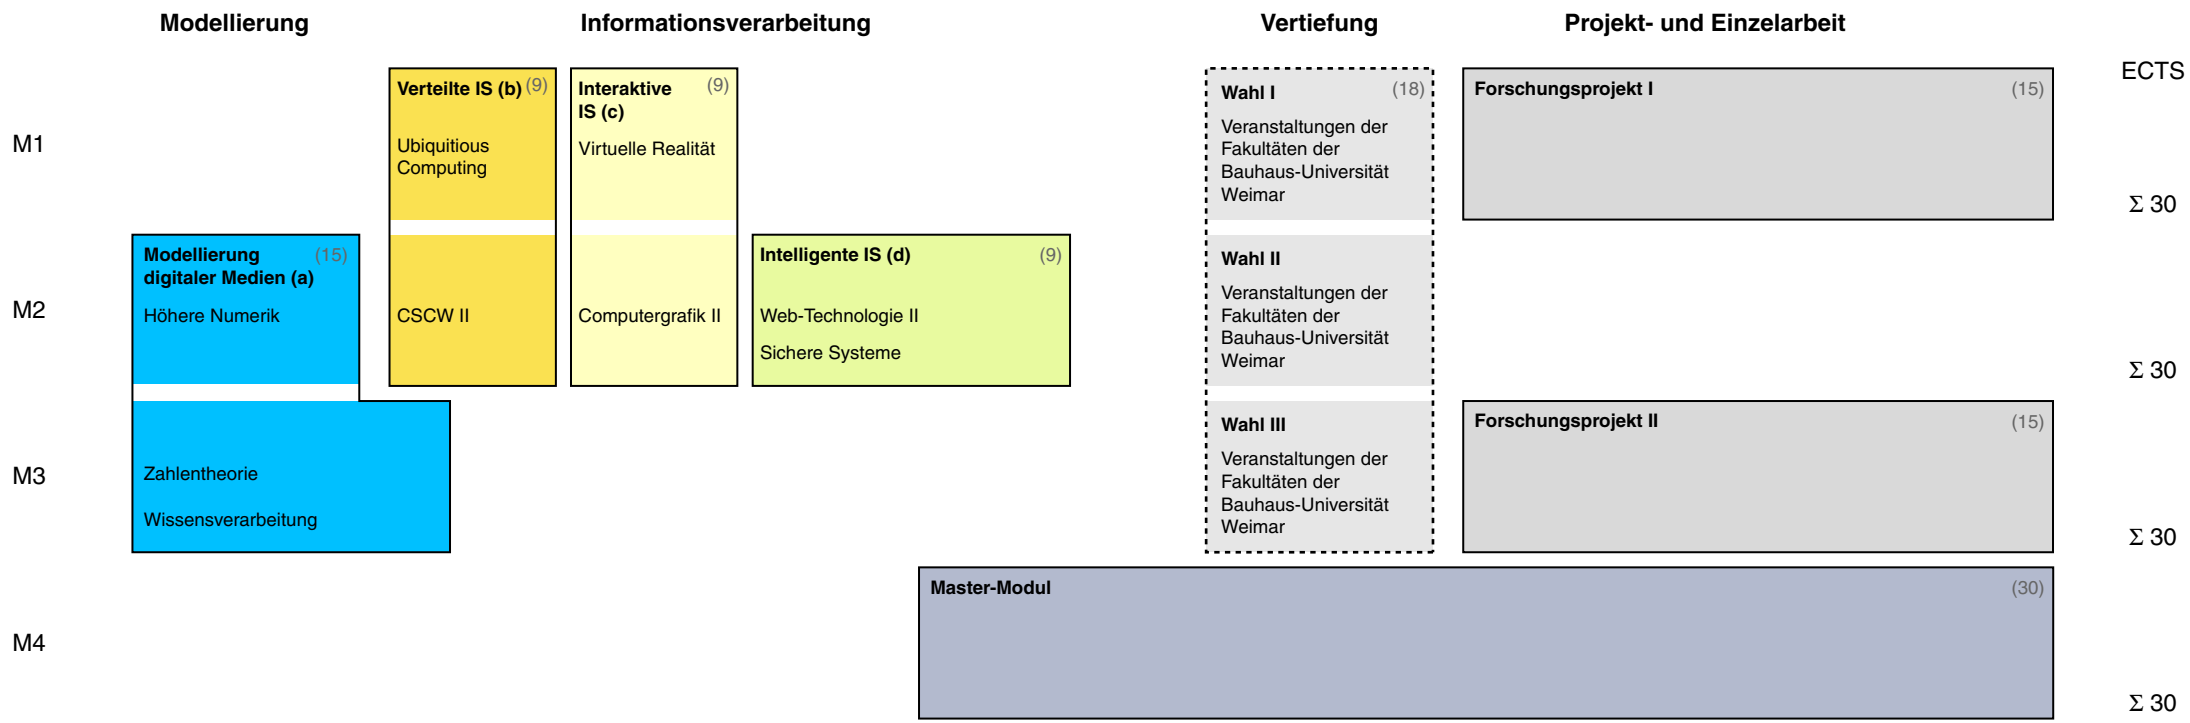 Modellierung
Informationsverarbeitung
Vertiefung
Projekt- und Einzelarbeit
ECTS
M1
Verteilte IS (b) (9)
Ubiquitious
Computing
Interaktive (9)
IS (c)
Virtuelle Realität
Wahl I (18)
Veranstaltungen der
Fakultäten der
Bauhaus-Universität
Weimar
Forschungsprojekt I (15)
Σ 30
M2
Modellierung (15)
digitaler Medien (a)
Höhere Numerik
CSCW II
Computergrafik II
Intelligente IS (d) (9)
Web-Technologie II
Sichere Systeme
Wahl II
Veranstaltungen der
Fakultäten der
Bauhaus-Universität
Weimar
Σ 30
M3
Zahlentheorie
Wissensverarbeitung
Wahl III
Veranstaltungen der
Fakultäten der
Bauhaus-Universität
Weimar
Forschungsprojekt II (15)
Σ 30
M4
Master-Modul (30)
Σ 30